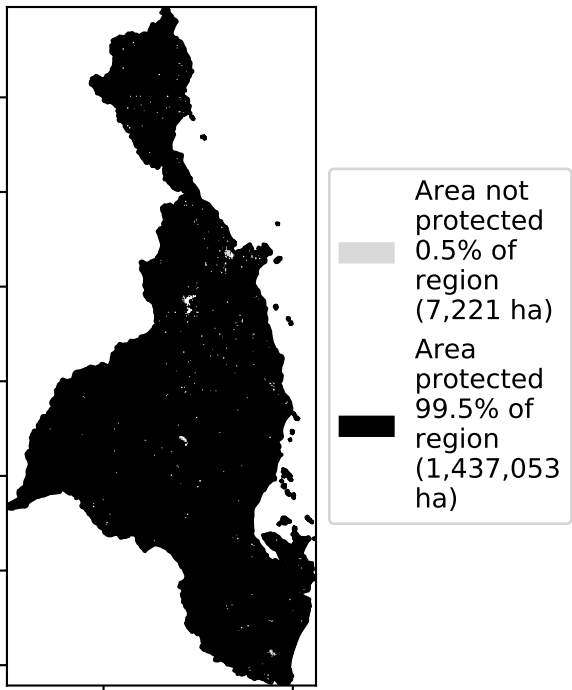 Area not
protected
0.5% of
region
(7,221 ha)
Area
protected
99.5% of
region
(1,437,053
ha)